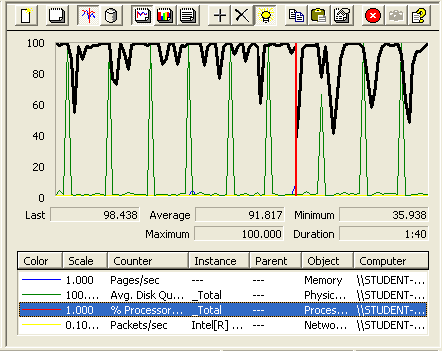 100
80
60
40
20
0
Last 98.438 Average 91.817 Minimum 35.938
Maximum 100.000 Duration 1:40
Color Scale Counter Instance Parent Object Computer
1.000 Pages/sec --- --- Memory \\STUDENT-...
100.... Avg. Disk Qu... _Total --- Physic... \\STUDENT-...
1.000 % Processor... _Total --- Proces... \\STUDENT-...
0.10... Packets/sec Intel[R] ... --- Netwo... \\STUDENT-...